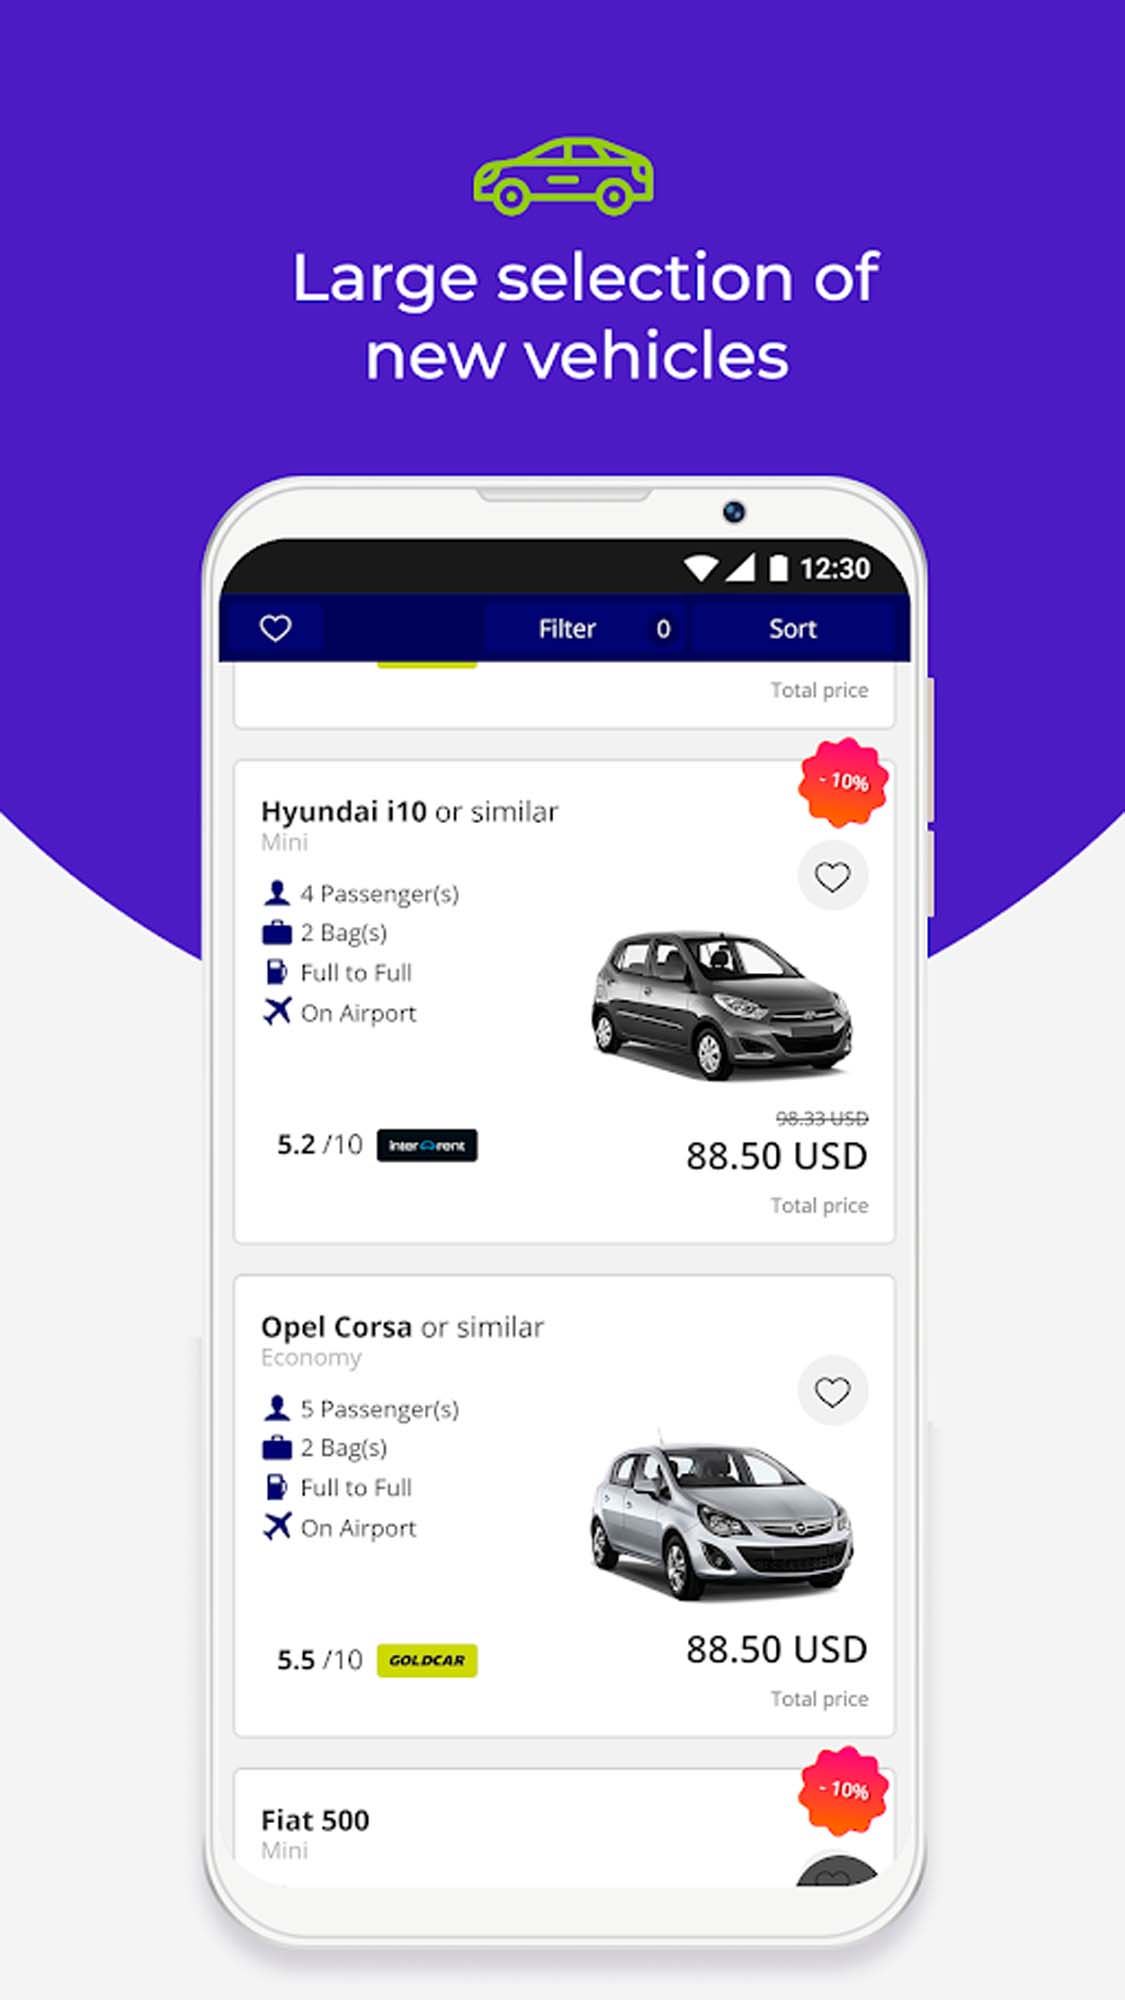 Large selection of
new vehicles
12:30
Filter 0 Sort
Total price
- 10%
Hyundai i10 or similar
Mini
4 Passenger(s)
2 Bag(s)
Full to Full
On Airport
98.33 USD
5.2 /10 interrent 88.50 USD
Total price
Opel Corsa or similar
Economy
5 Passenger(s)
2 Bag(s)
Full to Full
On Airport
5.5 /10 GOLDCAR 88.50 USD
Total price
- 10%
Fiat 500
Mini